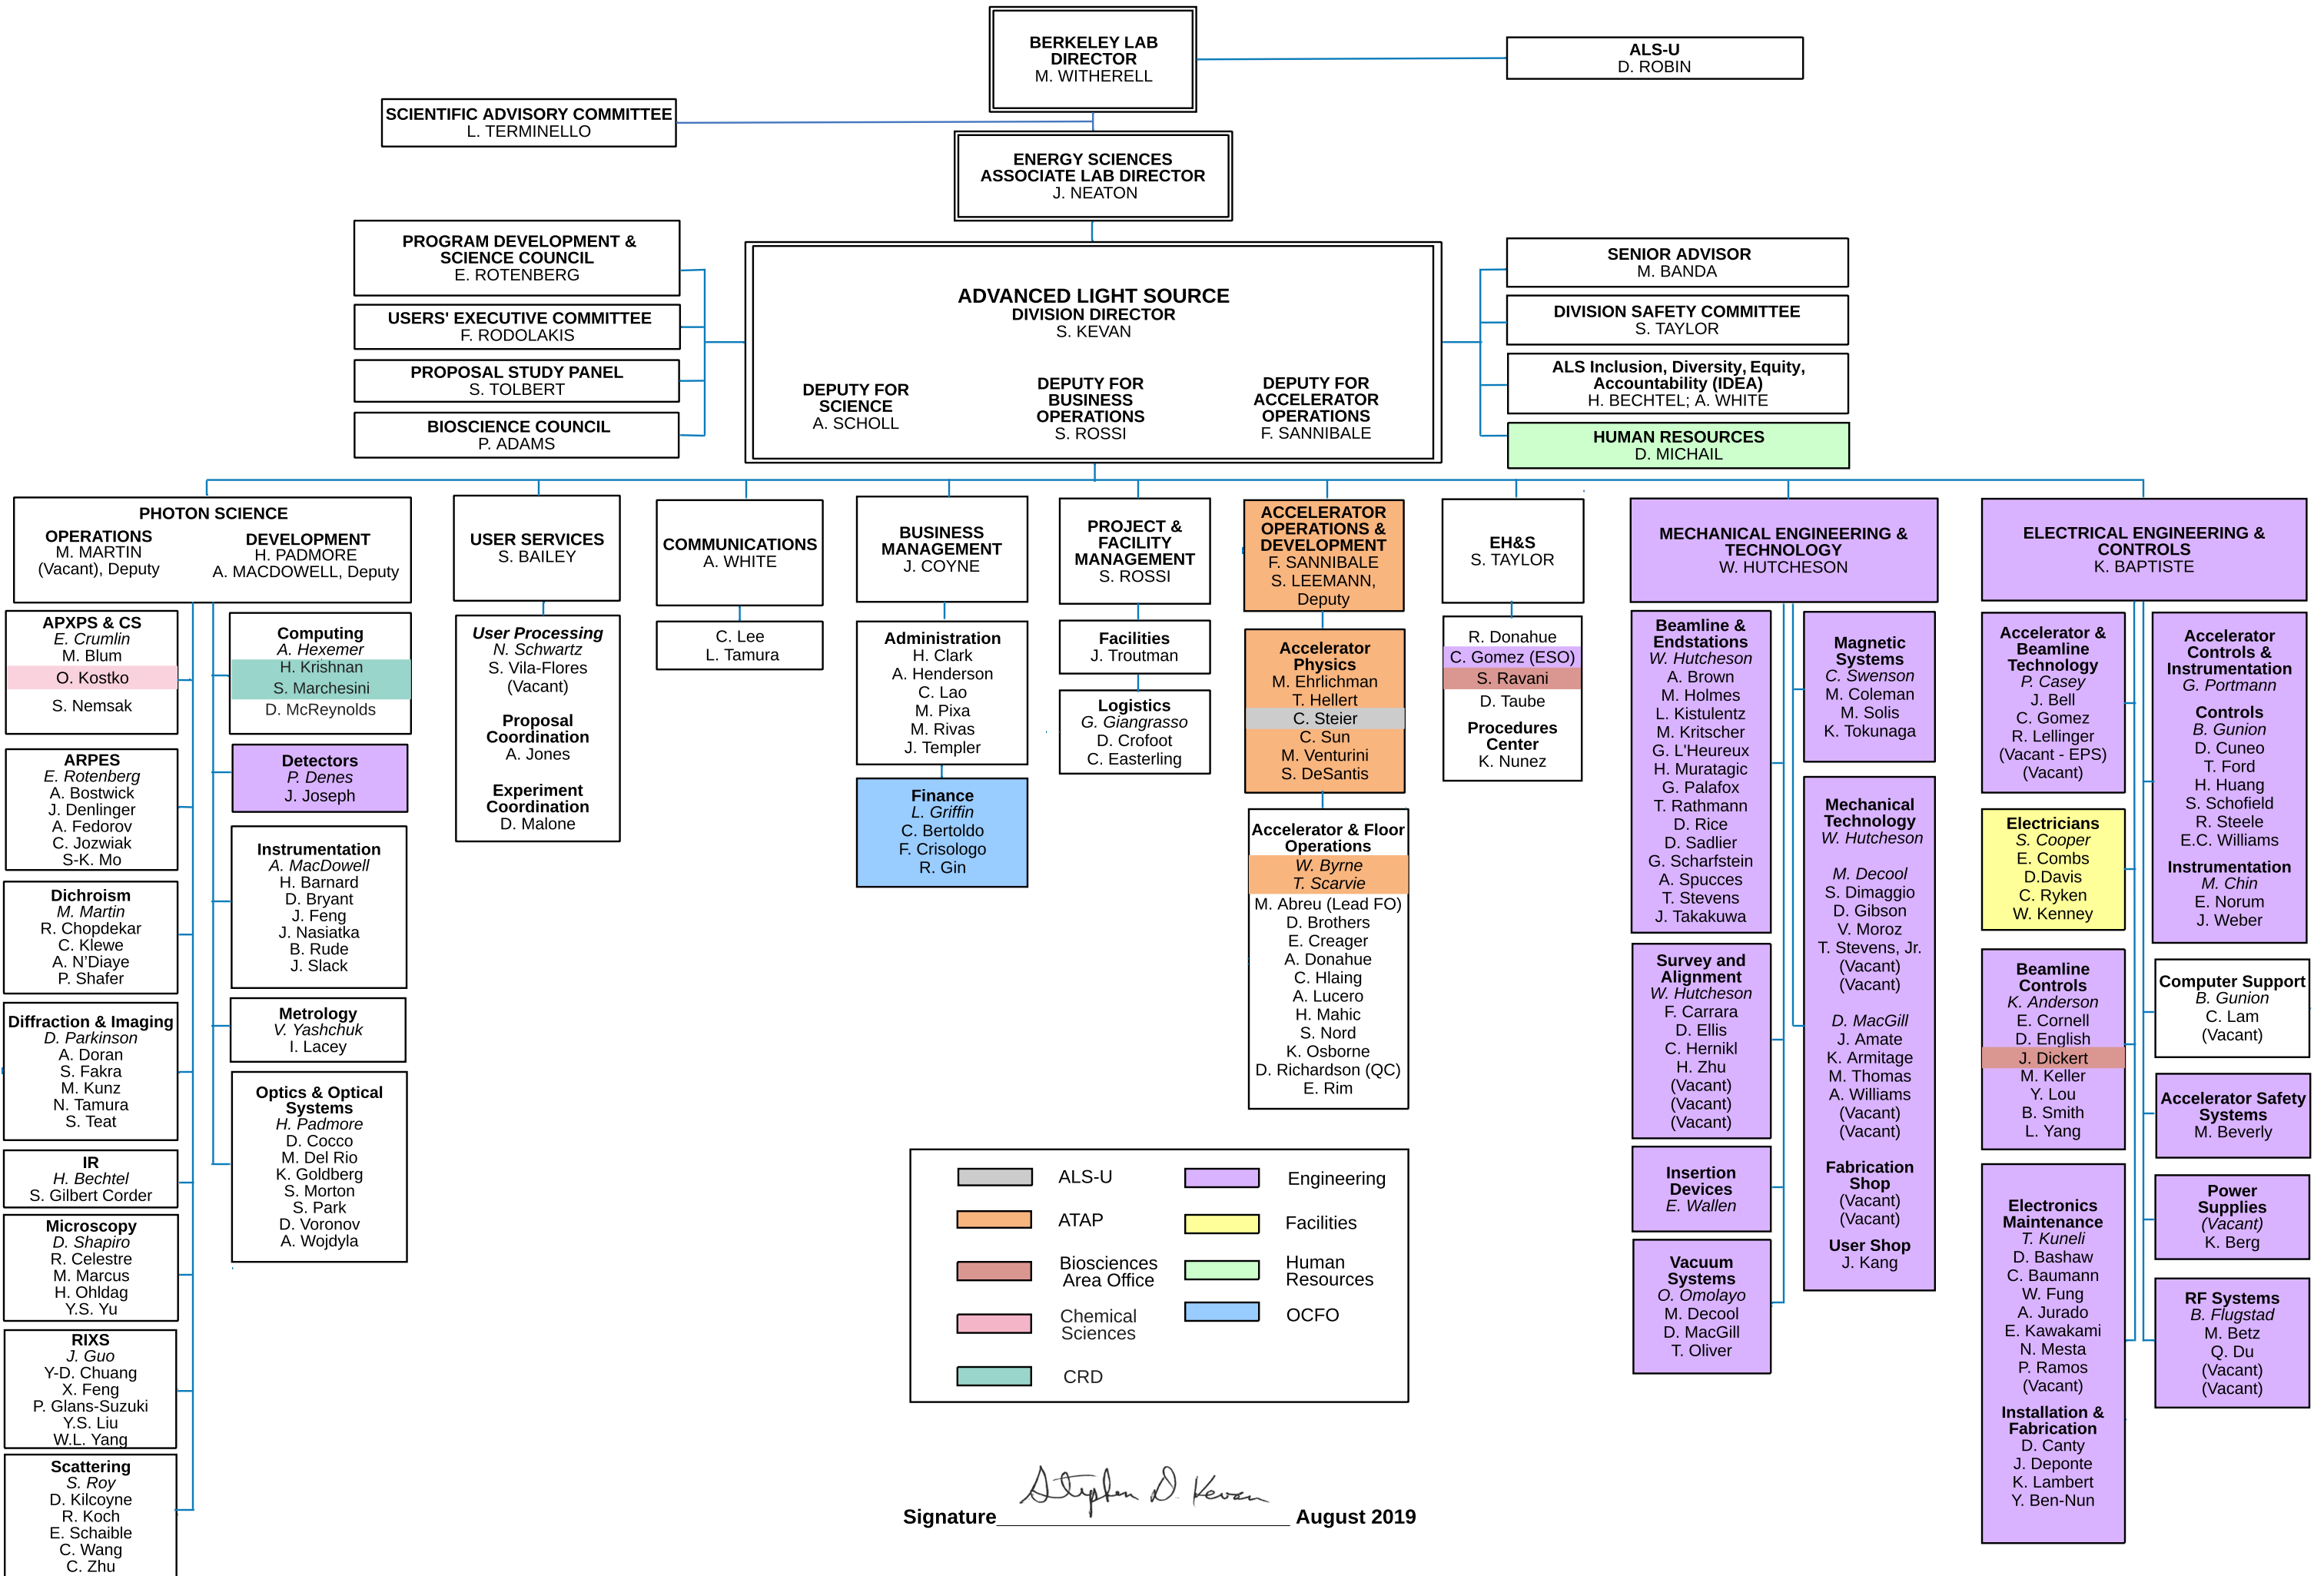 BERKELEY LAB
DIRECTOR
M. WITHERELL
ALS-U
D. ROBIN
SCIENTIFIC ADVISORY COMMITTEE
L. TERMINELLO
ENERGY SCIENCES
ASSOCIATE LAB DIRECTOR
J. NEATON
PROGRAM DEVELOPMENT &
SCIENCE COUNCIL
E. ROTENBERG
USERS' EXECUTIVE COMMITTEE
F. RODOLAKIS
PROPOSAL STUDY PANEL
S. TOLBERT
BIOSCIENCE COUNCIL
P. ADAMS
ADVANCED LIGHT SOURCE
DIVISION DIRECTOR
S. KEVAN
DEPUTY FOR
SCIENCE
A. SCHOLL
DEPUTY FOR
BUSINESS
OPERATIONS
S. ROSSI
DEPUTY FOR
ACCELERATOR
OPERATIONS
F. SANNIBALE
SENIOR ADVISOR
M. BANDA
DIVISION SAFETY COMMITTEE
S. TAYLOR
ALS Inclusion, Diversity, Equity,
Accountability (IDEA)
H. BECHTEL; A. WHITE
HUMAN RESOURCES
D. MICHAIL
PHOTON SCIENCE
OPERATIONS
M. MARTIN
(Vacant), Deputy
DEVELOPMENT
H. PADMORE
A. MACDOWELL, Deputy
APXPS & CS
E. Crumlin
M. Blum
O. Kostko
S. Nemsak
ARPES
E. Rotenberg
A. Bostwick
J. Denlinger
A. Fedorov
C. Jozwiak
S-K. Mo
Dichroism
M. Martin
R. Chopdekar
C. Klewe
A. N'Diaye
P. Shafer
Diffraction & Imaging
D. Parkinson
A. Doran
S. Fakra
M. Kunz
N. Tamura
S. Teat
IR
H. Bechtel
S. Gilbert Corder
Microscopy
D. Shapiro
R. Celestre
M. Marcus
H. Ohldag
Y.S. Yu
RIXS
J. Guo
Y-D. Chuang
X. Feng
P. Glans-Suzuki
Y.S. Liu
W.L. Yang
Scattering
S. Roy
D. Kilcoyne
R. Koch
E. Schaible
C. Wang
C. Zhu
Computing
A. Hexemer
H. Krishnan
S. Marchesini
D. McReynolds
Detectors
P. Denes
J. Joseph
Instrumentation
A. MacDowell
H. Barnard
D. Bryant
J. Feng
J. Nasiatka
B. Rude
J. Slack
Metrology
V. Yashchuk
I. Lacey
Optics & Optical
Systems
H. Padmore
D. Cocco
M. Del Rio
K. Goldberg
S. Morton
S. Park
D. Voronov
A. Wojdyla
USER SERVICES
S. BAILEY
User Processing
N. Schwartz
S. Vila-Flores
(Vacant)
Proposal
Coordination
A. Jones
Experiment
Coordination
D. Malone
COMMUNICATIONS
A. WHITE
C. Lee
L. Tamura
BUSINESS
MANAGEMENT
J. COYNE
Administration
H. Clark
A. Henderson
C. Lao
M. Pixa
M. Rivas
J. Templer
Finance
L. Griffin
C. Bertoldo
F. Crisologo
R. Gin
PROJECT &
FACILITY
MANAGEMENT
S. ROSSI
Facilities
J. Troutman
Logistics
G. Giangrasso
D. Crofoot
C. Easterling
ACCELERATOR
OPERATIONS &
DEVELOPMENT
F. SANNIBALE
S. LEEMANN,
Deputy
Accelerator
Physics
M. Ehrlichman
T. Hellert
C. Steier
C. Sun
M. Venturini
S. DeSantis
Accelerator & Floor
Operations
W. Byrne
T. Scarvie
M. Abreu (Lead FO)
D. Brothers
E. Creager
A. Donahue
C. Hlaing
A. Lucero
H. Mahic
S. Nord
K. Osborne
D. Richardson (QC)
E. Rim
EH&S
S. TAYLOR
R. Donahue
C. Gomez (ESO)
S. Ravani
D. Taube
Procedures
Center
K. Nunez
MECHANICAL ENGINEERING &
TECHNOLOGY
W. HUTCHESON
Beamline &
Endstations
W. Hutcheson
A. Brown
M. Holmes
L. Kistulentz
M. Kritscher
G. L'Heureux
H. Muratagic
G. Palafox
T. Rathmann
D. Rice
D. Sadlier
G. Scharfstein
A. Spucces
T. Stevens
J. Takakuwa
Survey and
Alignment
W. Hutcheson
F. Carrara
D. Ellis
C. Hernikl
H. Zhu
(Vacant)
(Vacant)
(Vacant)
Insertion
Devices
E. Wallen
Vacuum
Systems
O. Omolayo
M. Decool
D. MacGill
T. Oliver
Magnetic
Systems
C. Swenson
M. Coleman
M. Solis
K. Tokunaga
Mechanical
Technology
W. Hutcheson
M. Decool
S. Dimaggio
D. Gibson
V. Moroz
T. Stevens, Jr.
(Vacant)
(Vacant)
D. MacGill
J. Amate
K. Armitage
M. Thomas
A. Williams
(Vacant)
(Vacant)
Fabrication
Shop
(Vacant)
(Vacant)
User Shop
J. Kang
ELECTRICAL ENGINEERING &
CONTROLS
K. BAPTISTE
Accelerator &
Beamline
Technology
P. Casey
J. Bell
C. Gomez
R. Lellinger
(Vacant - EPS)
(Vacant)
Electricians
S. Cooper
E. Combs
D.Davis
C. Ryken
W. Kenney
Beamline
Controls
K. Anderson
E. Cornell
D. English
J. Dickert
M. Keller
Y. Lou
B. Smith
L. Yang
Electronics
Maintenance
T. Kuneli
D. Bashaw
C. Baumann
W. Fung
A. Jurado
E. Kawakami
N. Mesta
P. Ramos
(Vacant)
Installation &
Fabrication
D. Canty
J. Deponte
K. Lambert
Y. Ben-Nun
Accelerator
Controls &
Instrumentation
G. Portmann
Controls
B. Gunion
D. Cuneo
T. Ford
H. Huang
S. Schofield
R. Steele
E.C. Williams
Instrumentation
M. Chin
E. Norum
J. Weber
Computer Support
B. Gunion
C. Lam
(Vacant)
Accelerator Safety
Systems
M. Beverly
Power
Supplies
(Vacant)
K. Berg
RF Systems
B. Flugstad
M. Betz
Q. Du
(Vacant)
(Vacant)
ALS-U
ATAP
Biosciences
Area Office
Chemical
Sciences
CRD
Engineering
Facilities
Human
Resources
OCFO
Stephen D. Kevan
Signature__________________________ August 2019